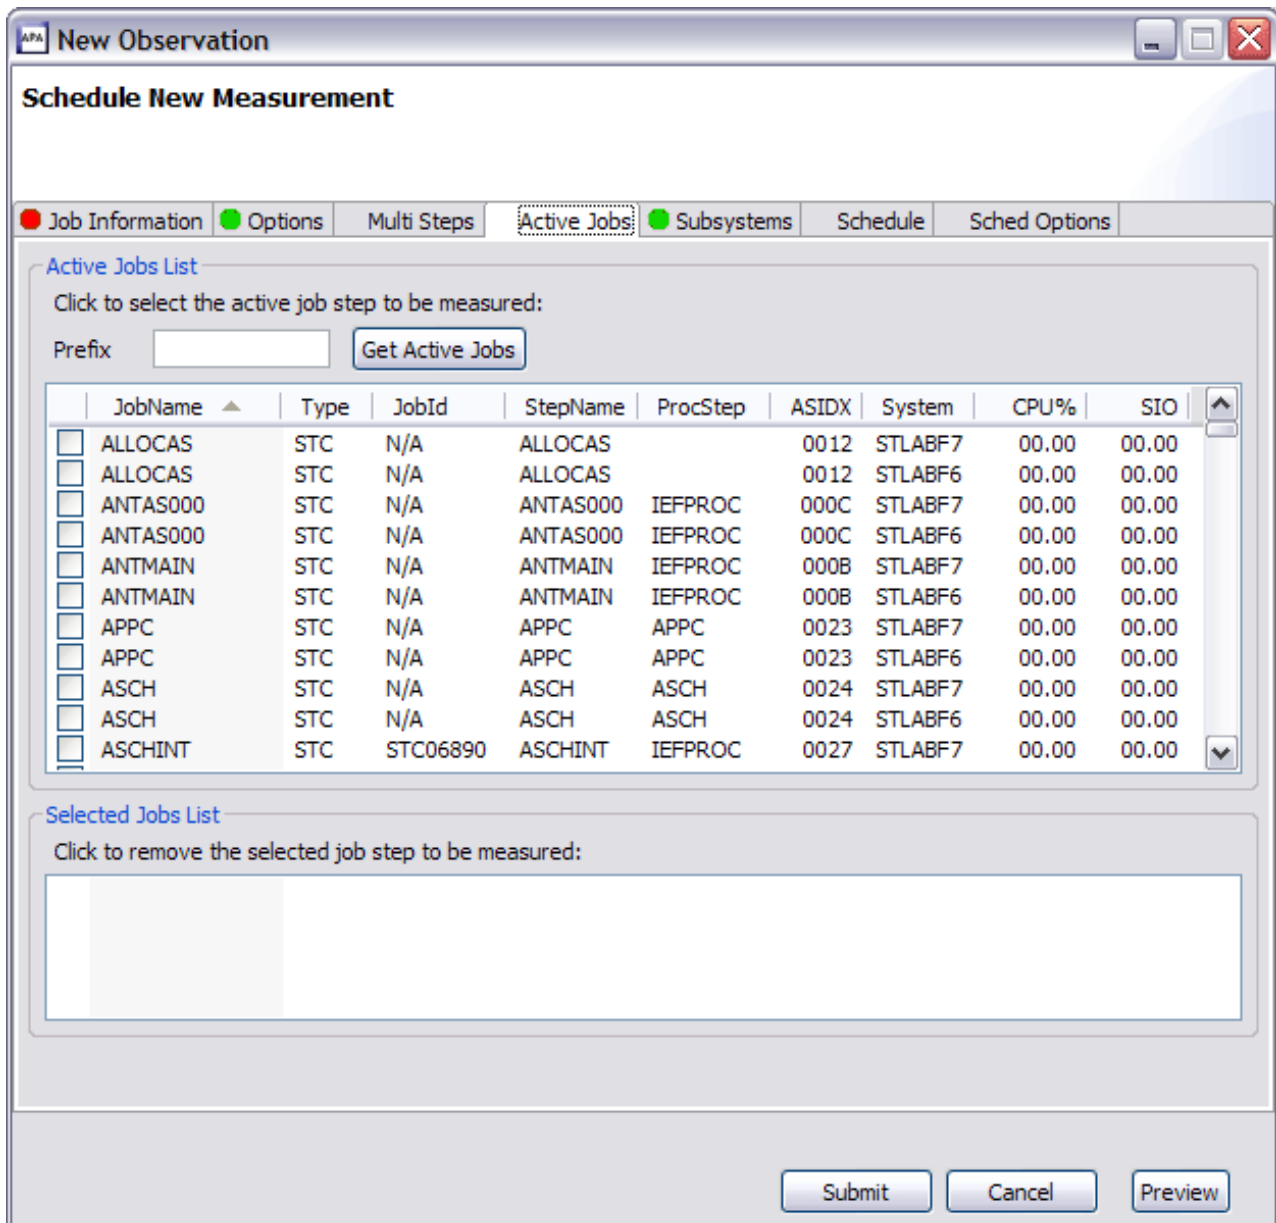 APA New Observation
Schedule New Measurement
Job Information Options Multi Steps Active Jobs Subsystems Schedule Sched Options
Active Jobs List
Click to select the active job step to be measured:
Prefix Get Active Jobs
JobName Type JobId StepName ProcStep ASIDX System CPU% SIO
ALLOCAS STC N/A ALLOCAS 0012 STLABF7 00.00 00.00
ALLOCAS STC N/A ALLOCAS 0012 STLABF6 00.00 00.00
ANTAS000 STC N/A ANTAS000 IEFPROC 000C STLABF7 00.00 00.00
ANTAS000 STC N/A ANTAS000 IEFPROC 000C STLABF6 00.00 00.00
ANTMAIN STC N/A ANTMAIN IEFPROC 000B STLABF7 00.00 00.00
ANTMAIN STC N/A ANTMAIN IEFPROC 000B STLABF6 00.00 00.00
APPC STC N/A APPC APPC 0023 STLABF7 00.00 00.00
APPC STC N/A APPC APPC 0023 STLABF6 00.00 00.00
ASCH STC N/A ASCH ASCH 0024 STLABF7 00.00 00.00
ASCH STC N/A ASCH ASCH 0024 STLABF6 00.00 00.00
ASCHINT STC STC06890 ASCHINT IEFPROC 0027 STLABF7 00.00 00.00
Selected Jobs List
Click to remove the selected job step to be measured:
Submit Cancel Preview